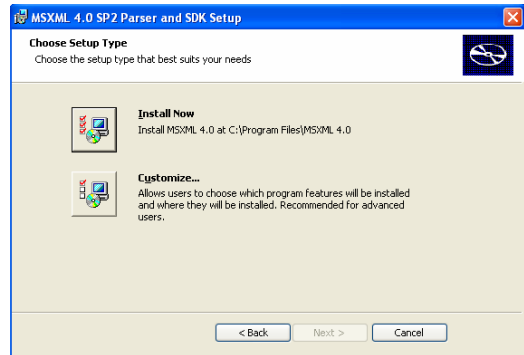 MSXML 4.0 SP2 Parser and SDK Setup
Choose Setup Type
Choose the setup type that best suits your needs
Install Now
Install MSXML 4.0 at C:\Program Files\MSXML 4.0
Customize...
Allows users to choose which program features will be installed
and where they will be installed. Recommended for advanced
users.
< Back
Next >
Cancel